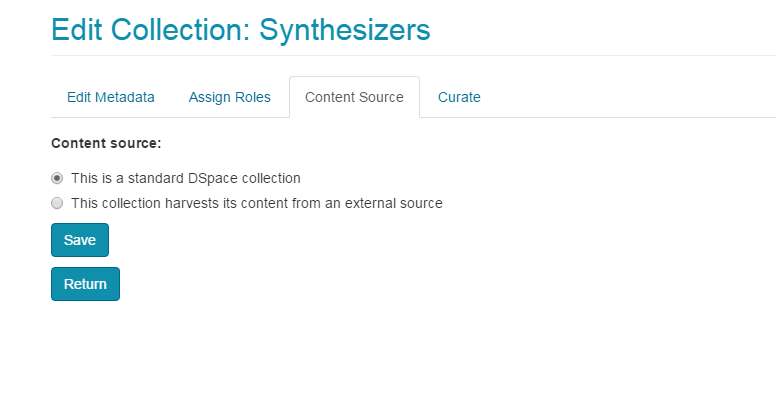 Edit Collection: Synthesizers
Edit Metadata Assign Roles Content Source Curate
Content source:
This is a standard DSpace collection
This collection harvests its content from an external source
Save
Return